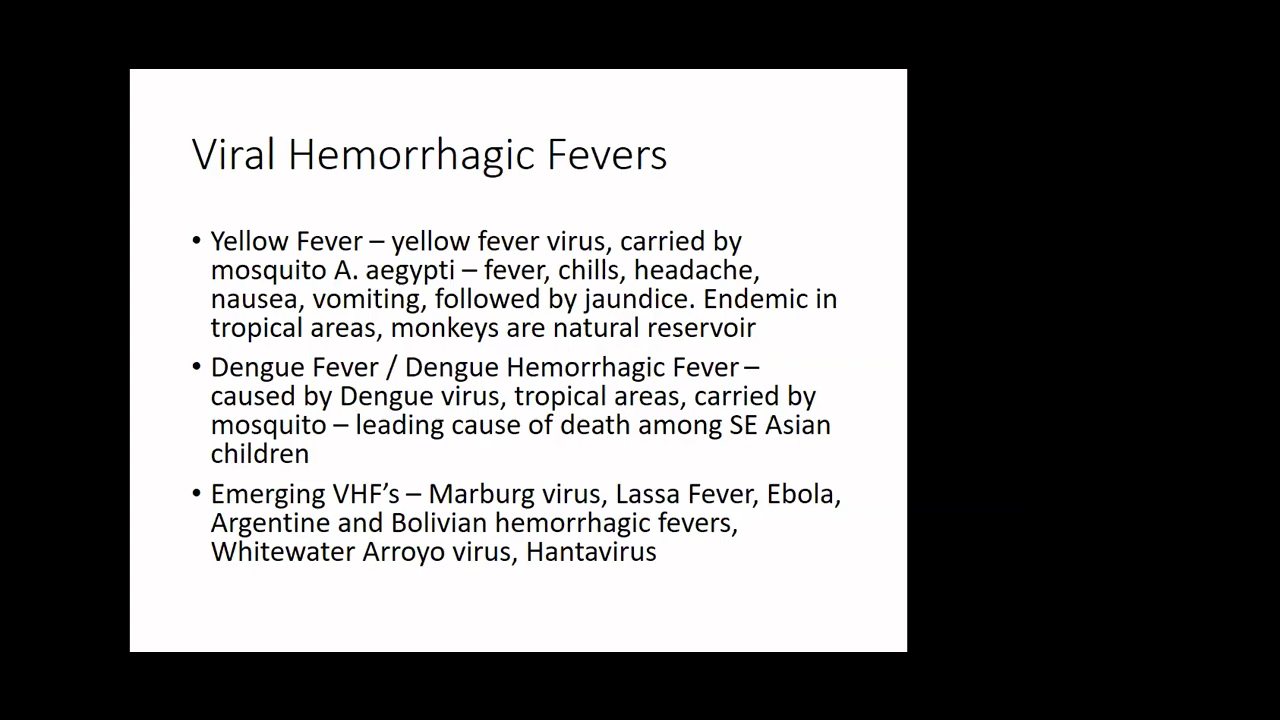 Viral Hemorrhagic Fevers
• Yellow Fever – yellow fever virus, carried by
mosquito A. aegypti – fever, chills, headache,
nausea, vomiting, followed by jaundice. Endemic in
tropical areas, monkeys are natural reservoir
• Dengue Fever / Dengue Hemorrhagic Fever –
caused by Dengue virus, tropical areas, carried by
mosquito – leading cause of death among SE Asian
children
• Emerging VHF’s – Marburg virus, Lassa Fever, Ebola,
Argentine and Bolivian hemorrhagic fevers,
Whitewater Arroyo virus, Hantavirus